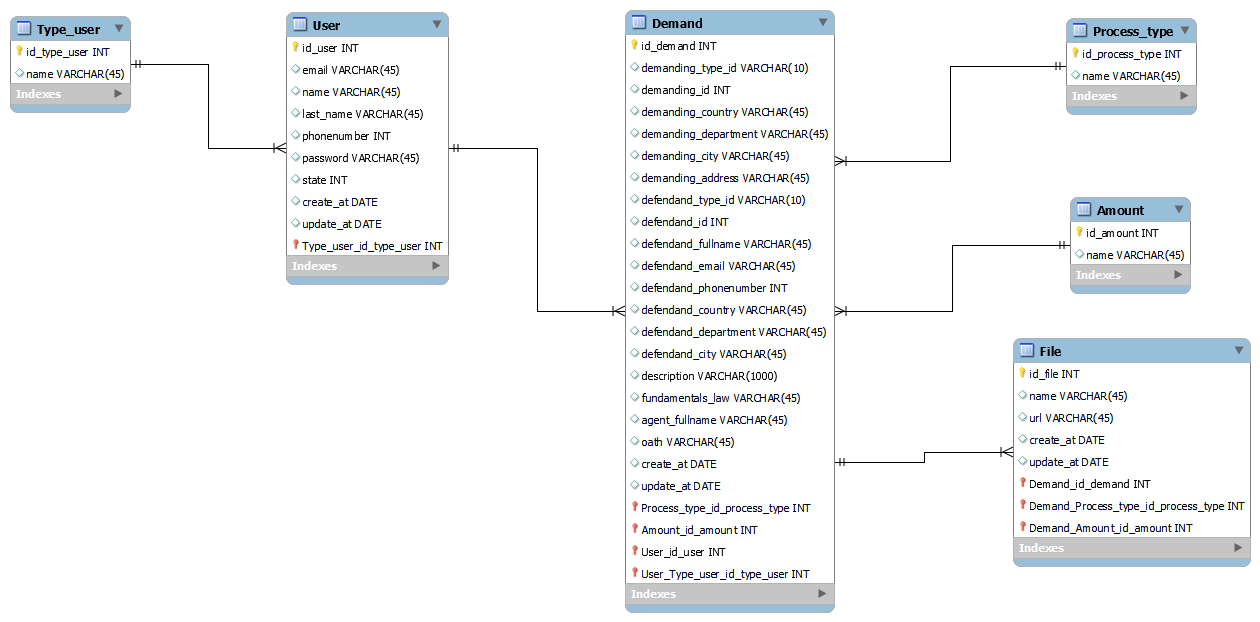 Type_user
id_type_user INT
name VARCHAR(45)
Indexes
User
id_user INT
email VARCHAR(45)
name VARCHAR(45)
last_name VARCHAR(45)
phonenumber INT
password VARCHAR(45)
state INT
create_at DATE
update_at DATE
Type_user_id_type_user INT
Indexes
Demand
id_demand INT
demanding_type_id VARCHAR(10)
demanding_id INT
demanding_country VARCHAR(45)
demanding_department VARCHAR(45)
demanding_city VARCHAR(45)
demanding_address VARCHAR(45)
defendand_type_id VARCHAR(10)
defendand_id INT
defendand_fullname VARCHAR(45)
defendand_email VARCHAR(45)
defendand_phonenumber INT
defendand_country VARCHAR(45)
defendand_department VARCHAR(45)
defendand_city VARCHAR(45)
description VARCHAR(1000)
fundamentals_law VARCHAR(45)
agent_fullname VARCHAR(45)
oath VARCHAR(45)
create_at DATE
update_at DATE
Process_type_id_process_type INT
Amount_id_amount INT
User_id_user INT
User_Type_user_id_type_user INT
Indexes
Process_type
id_process_type INT
name VARCHAR(45)
Indexes
Amount
id_amount INT
name VARCHAR(45)
Indexes
File
id_file INT
name VARCHAR(45)
url VARCHAR(45)
create_at DATE
update_at DATE
Demand_id_demand INT
Demand_Process_type_id_process_type INT
Demand_Amount_id_amount INT
Indexes